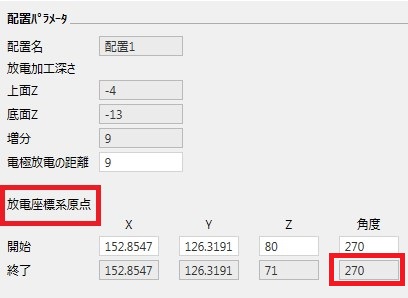 配置ﾊﾟﾗﾒｰﾀ
配置名 配置1
放電加工深さ
上面Z -4
底面Z -13
増分 9
電極放電の距離 9
放電座標系原点
X Y Z 角度
開始 152.8547 126.3191 80 270
終了 152.8547 126.3191 71 270